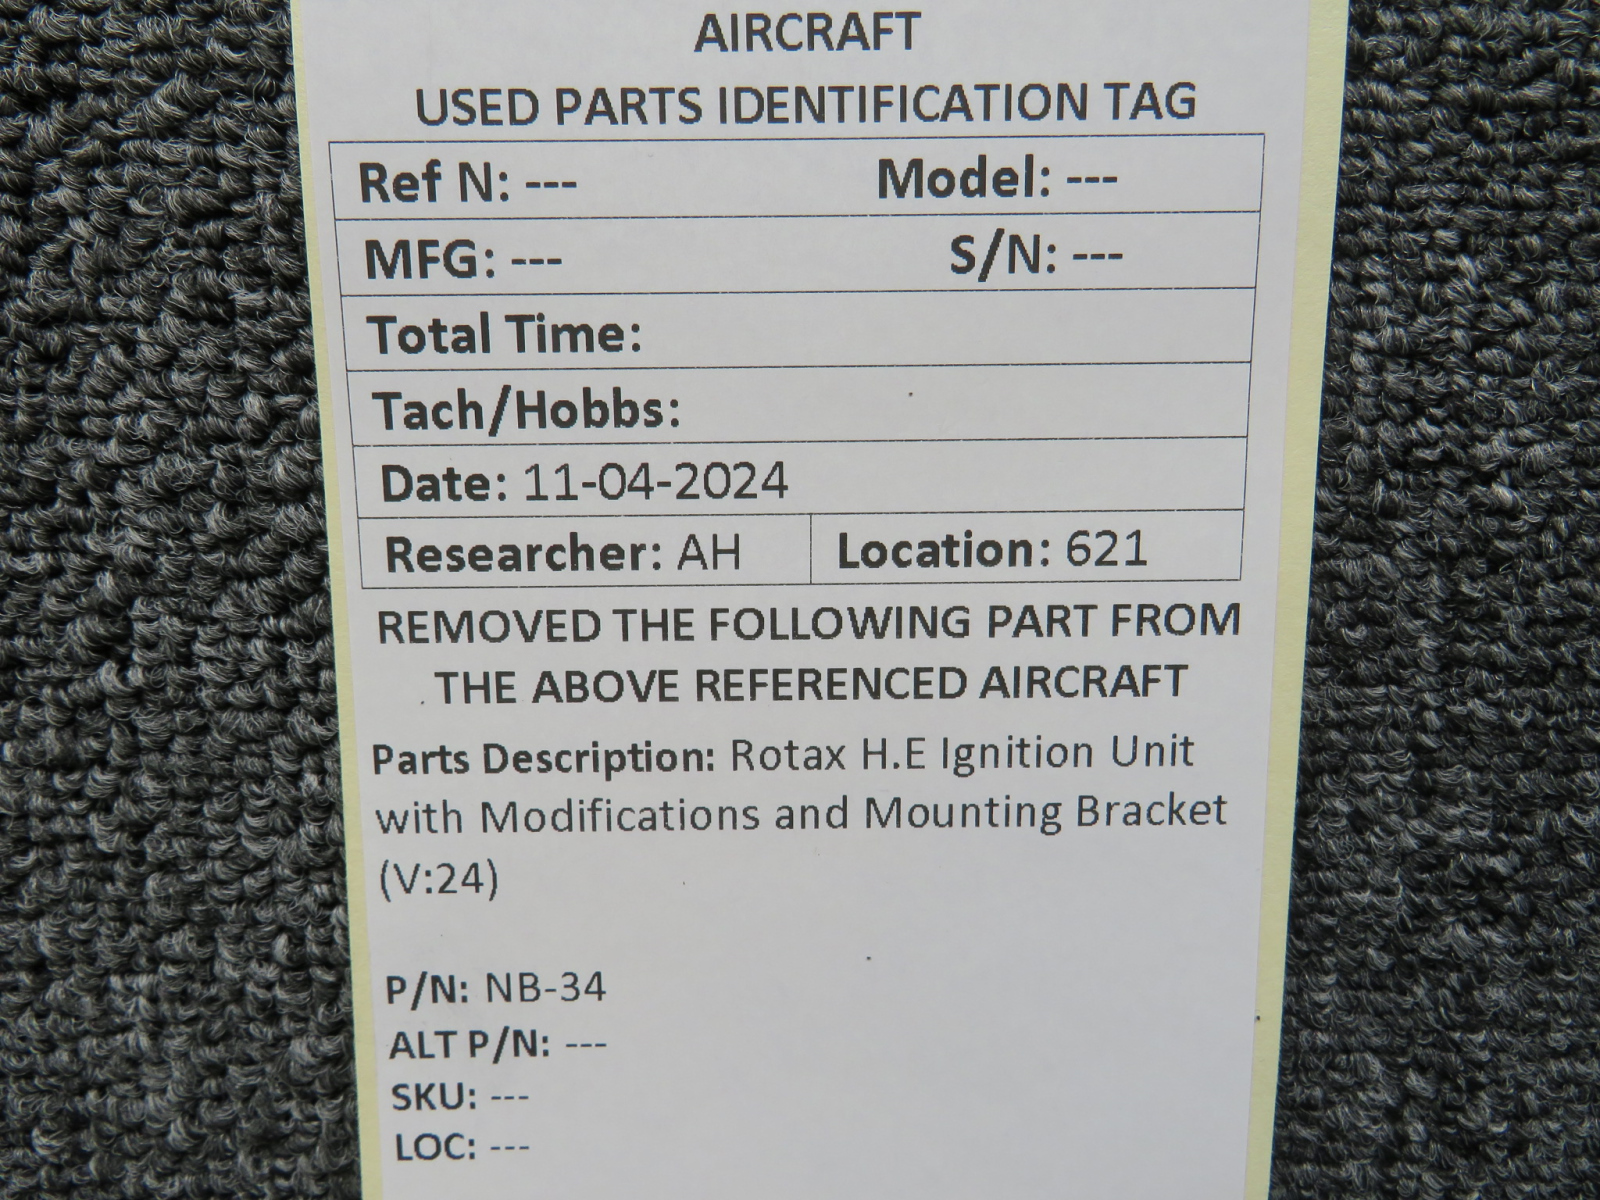 AIRCRAFT
USED PARTS IDENTIFICATION TAG
Ref N: --- Model: ---
MFG: --- S/N: ---
Total Time:
Tach/Hobbs:
Date: 11-04-2024
Researcher: AH Location: 621
REMOVED THE FOLLOWING PART FROM
THE ABOVE REFERENCED AIRCRAFT
Parts Description: Rotax H.E Ignition Unit
with Modifications and Mounting Bracket
(V:24)
P/N: NB-34
ALT P/N: ---
SKU: ---
LOC: ---